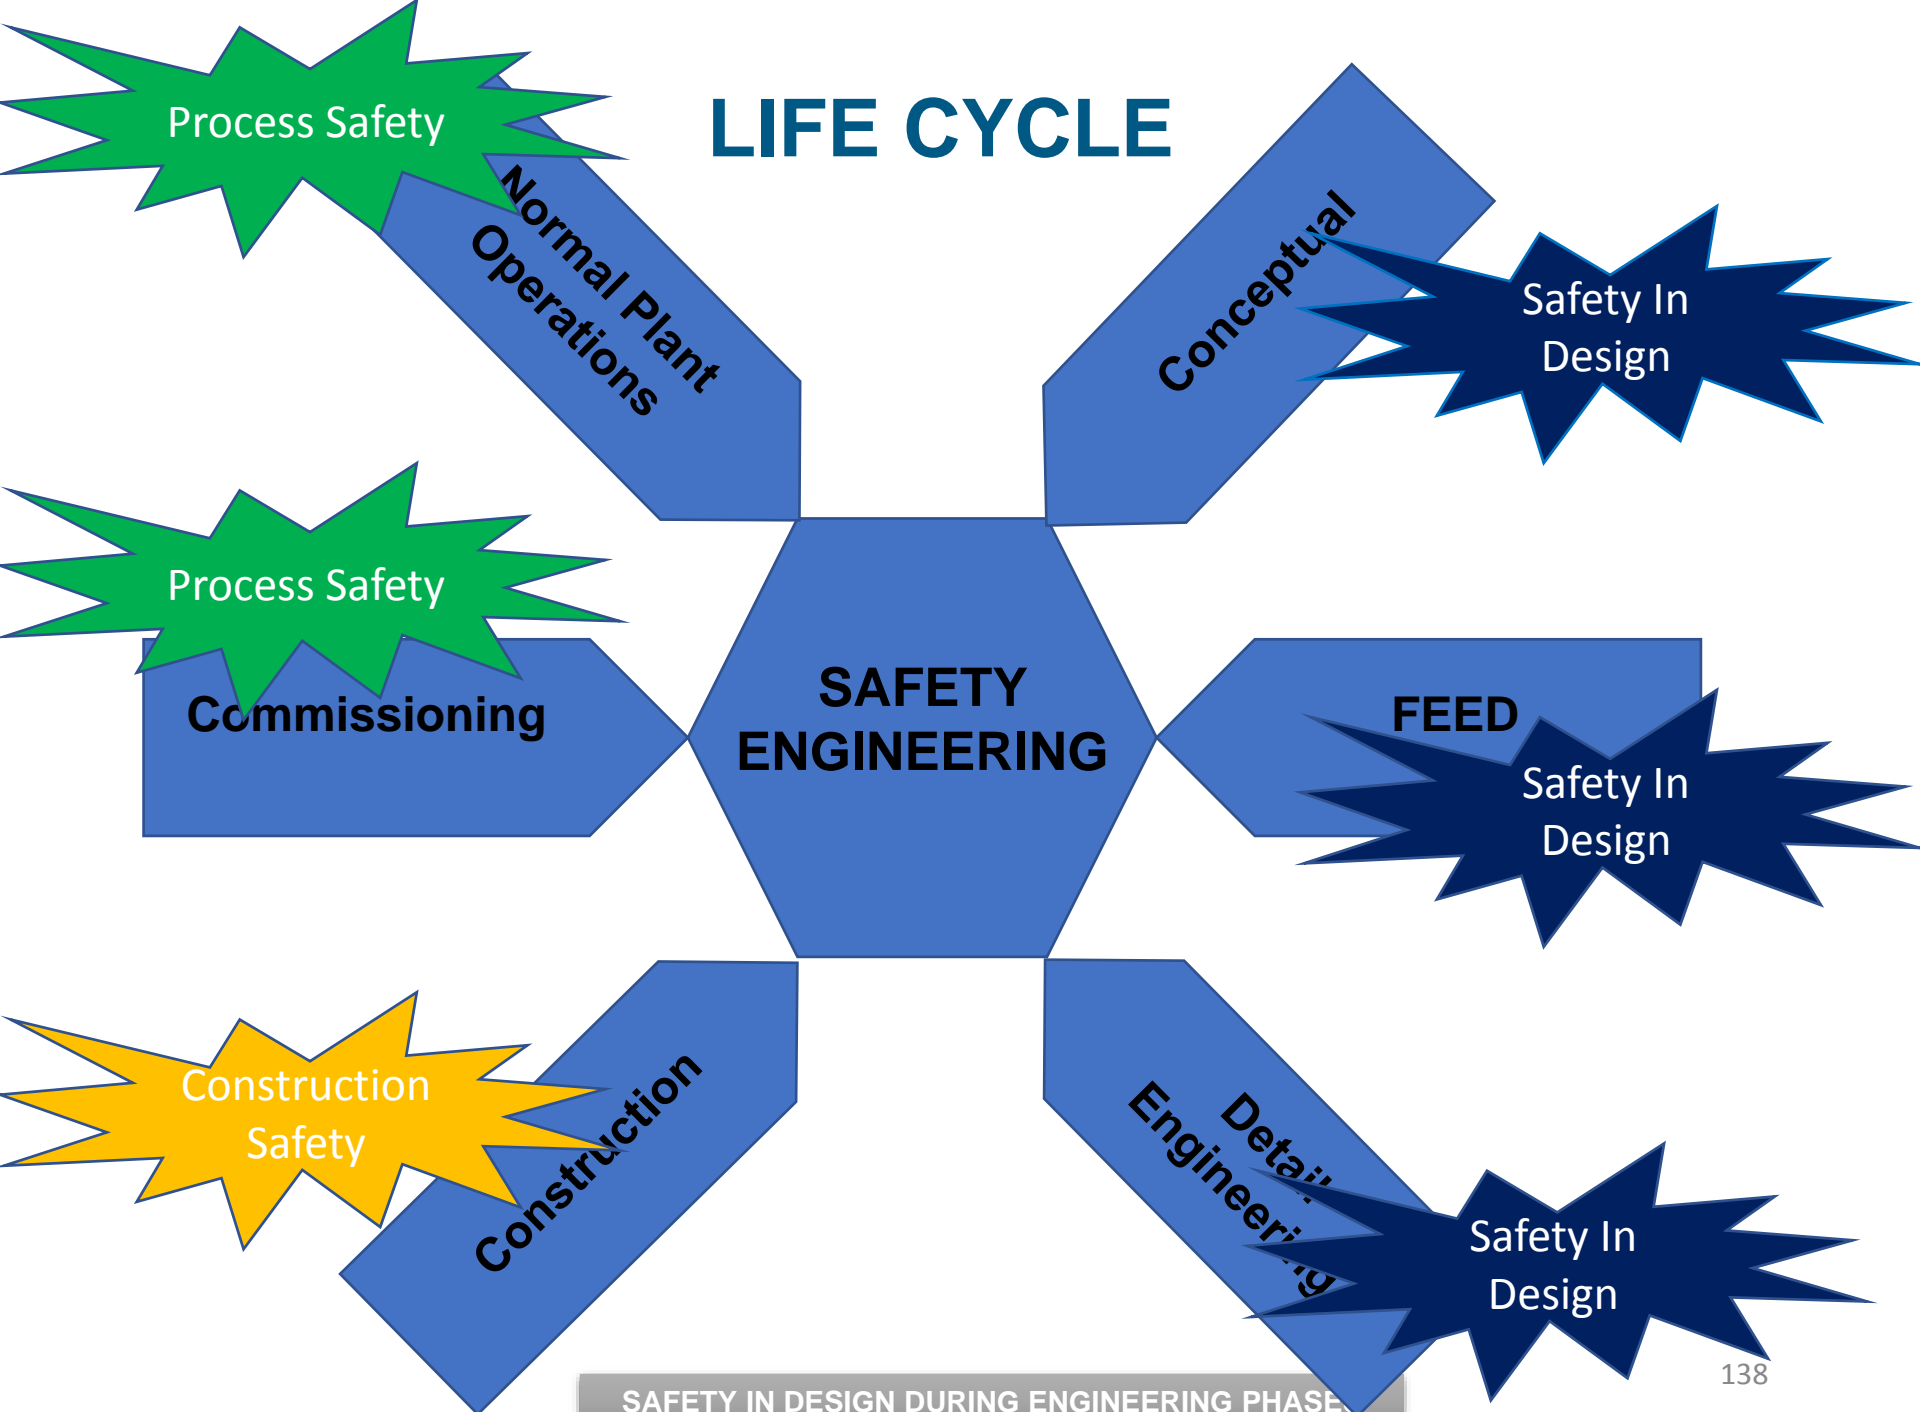 LIFE CYCLE
Process Safety
Normal Plant
Operations
Conceptual
Safety In
Design
Process Safety
Commissioning
SAFETY
ENGINEERING
FEED
Safety In
Design
Construction
Safety
Construction
Engineering
Safety In
Design
138
SAFETY IN DESIGN DURING ENGINEERING PHASE